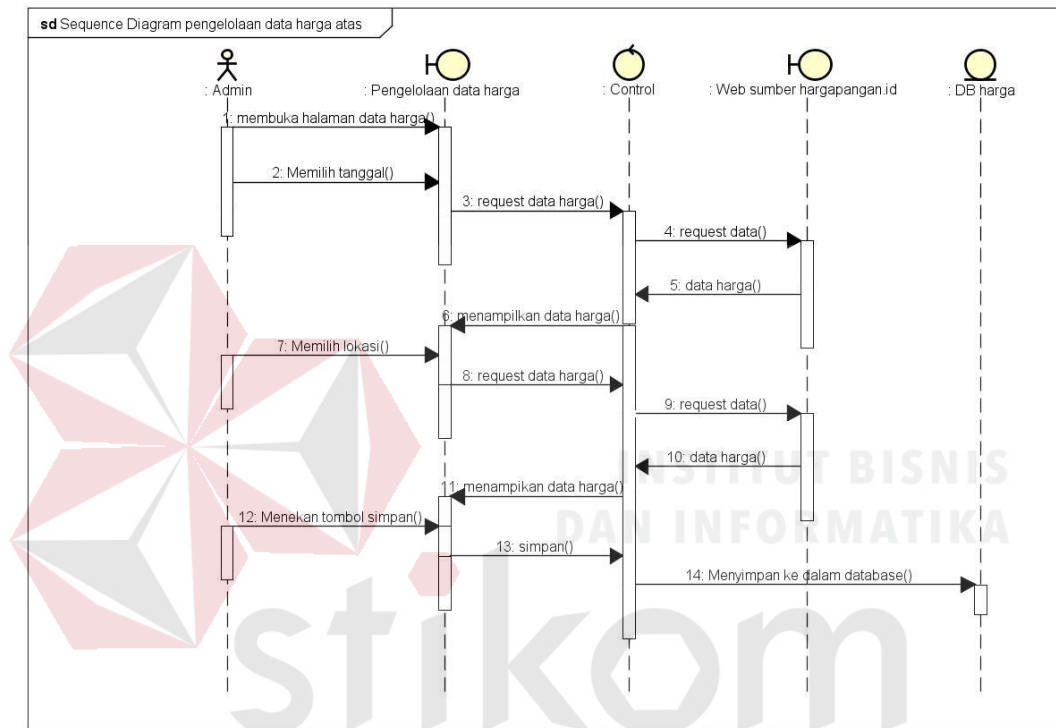 sd Sequence Diagram pengelolaan data harga atas
: Admin
: Pengelolaan data harga
: Control
: Web sumber hargapangan.id
: DB harga
1: membuka halaman data harga()
2: Memilih tanggal()
3: request data harga()
4: request data()
5: data harga()
6: menampilkan data harga()
7: Memilih lokasi()
8: request data harga()
9: request data()
10: data harga()
11: menampikan data harga()
12: Menekan tombol simpan()
13: simpan()
14: Menyimpan ke dalam database()
INSTITUT BISNIS
DAN INFORMATIKA
stikom